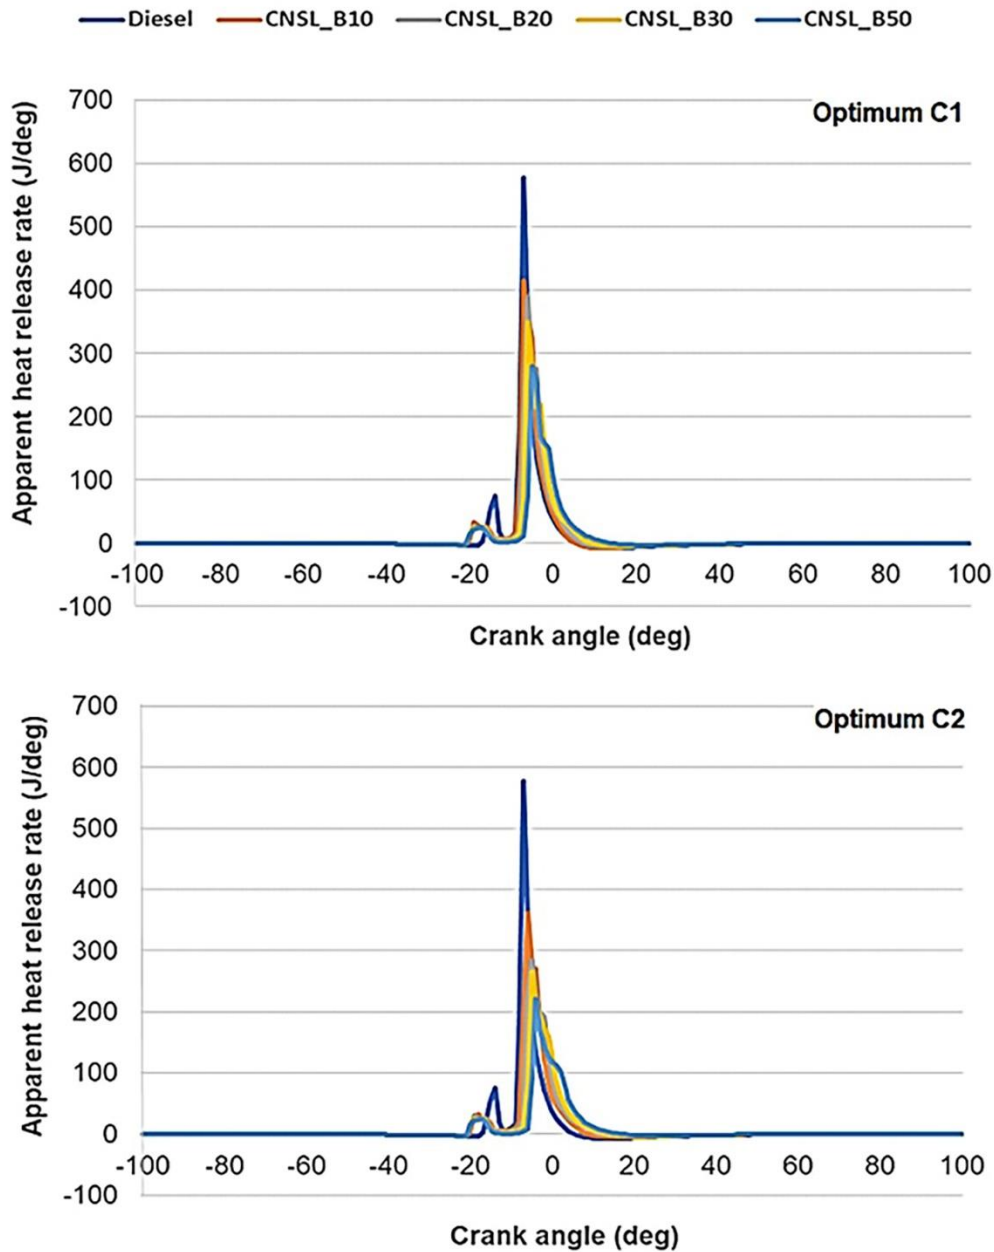 Diesel CNSL_B10 CNSL_B20 CNSL_B30 CNSL_B50
Optimum C1
Apparent heat release rate (J/deg)
700
600
500
400
300
200
100
0
-100
-100 -80 -60 -40 -20 0 20 40 60 80 100
Crank angle (deg)
Optimum C2
Apparent heat release rate (J/deg)
700
600
500
400
300
200
100
0
-100
-100 -80 -60 -40 -20 0 20 40 60 80 100
Crank angle (deg)